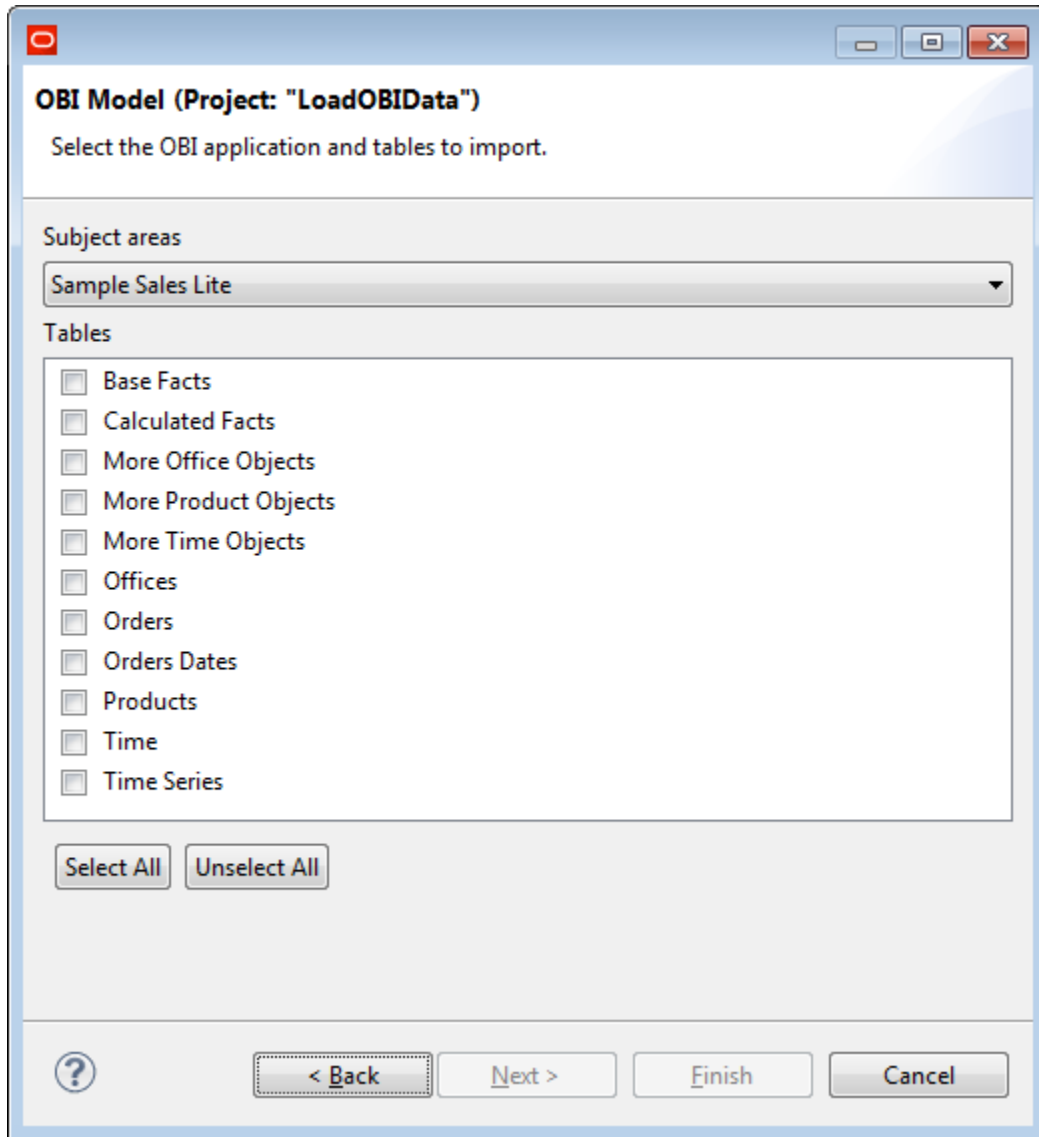 OBI Model (Project: "LoadOBIData")
Select the OBI application and tables to import.
Subject areas
Sample Sales Lite
Tables
Base Facts
Calculated Facts
More Office Objects
More Product Objects
More Time Objects
Offices
Orders
Orders Dates
Products
Time
Time Series
Select All Unselect All
? < Back Next > Finish Cancel